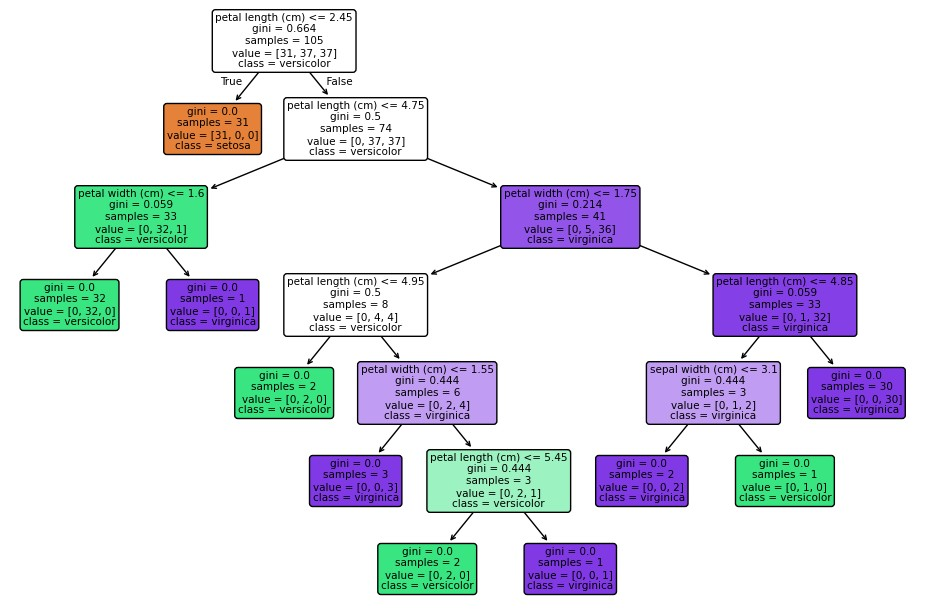 petal length (cm) <= 2.45
gini = 0.664
samples = 105
value = [31, 37, 37]
class = versicolor
True
False
gini = 0.0
samples = 31
value = [31, 0, 0]
class = setosa
petal length (cm) <= 4.75
gini = 0.5
samples = 74
value = [0, 37, 37]
class = versicolor
petal width (cm) <= 1.6
gini = 0.059
samples = 33
value = [0, 32, 1]
class = versicolor
petal width (cm) <= 1.75
gini = 0.214
samples = 41
value = [0, 5, 36]
class = virginica
gini = 0.0
samples = 32
value = [0, 32, 0]
class = versicolor
gini = 0.0
samples = 1
value = [0, 0, 1]
class = virginica
petal length (cm) <= 4.95
gini = 0.5
samples = 8
value = [0, 4, 4]
class = versicolor
petal length (cm) <= 4.85
gini = 0.059
samples = 33
value = [0, 1, 32]
class = virginica
gini = 0.0
samples = 2
value = [0, 2, 0]
class = versicolor
petal width (cm) <= 1.55
gini = 0.444
samples = 6
value = [0, 2, 4]
class = virginica
sepal width (cm) <= 3.1
gini = 0.444
samples = 3
value = [0, 1, 2]
class = virginica
gini = 0.0
samples = 30
value = [0, 0, 30]
class = virginica
gini = 0.0
samples = 3
value = [0, 0, 3]
class = virginica
petal length (cm) <= 5.45
gini = 0.444
samples = 3
value = [0, 2, 1]
class = versicolor
gini = 0.0
samples = 2
value = [0, 0, 2]
class = virginica
gini = 0.0
samples = 1
value = [0, 1, 0]
class = versicolor
gini = 0.0
samples = 2
value = [0, 2, 0]
class = versicolor
gini = 0.0
samples = 1
value = [0, 0, 1]
class = virginica